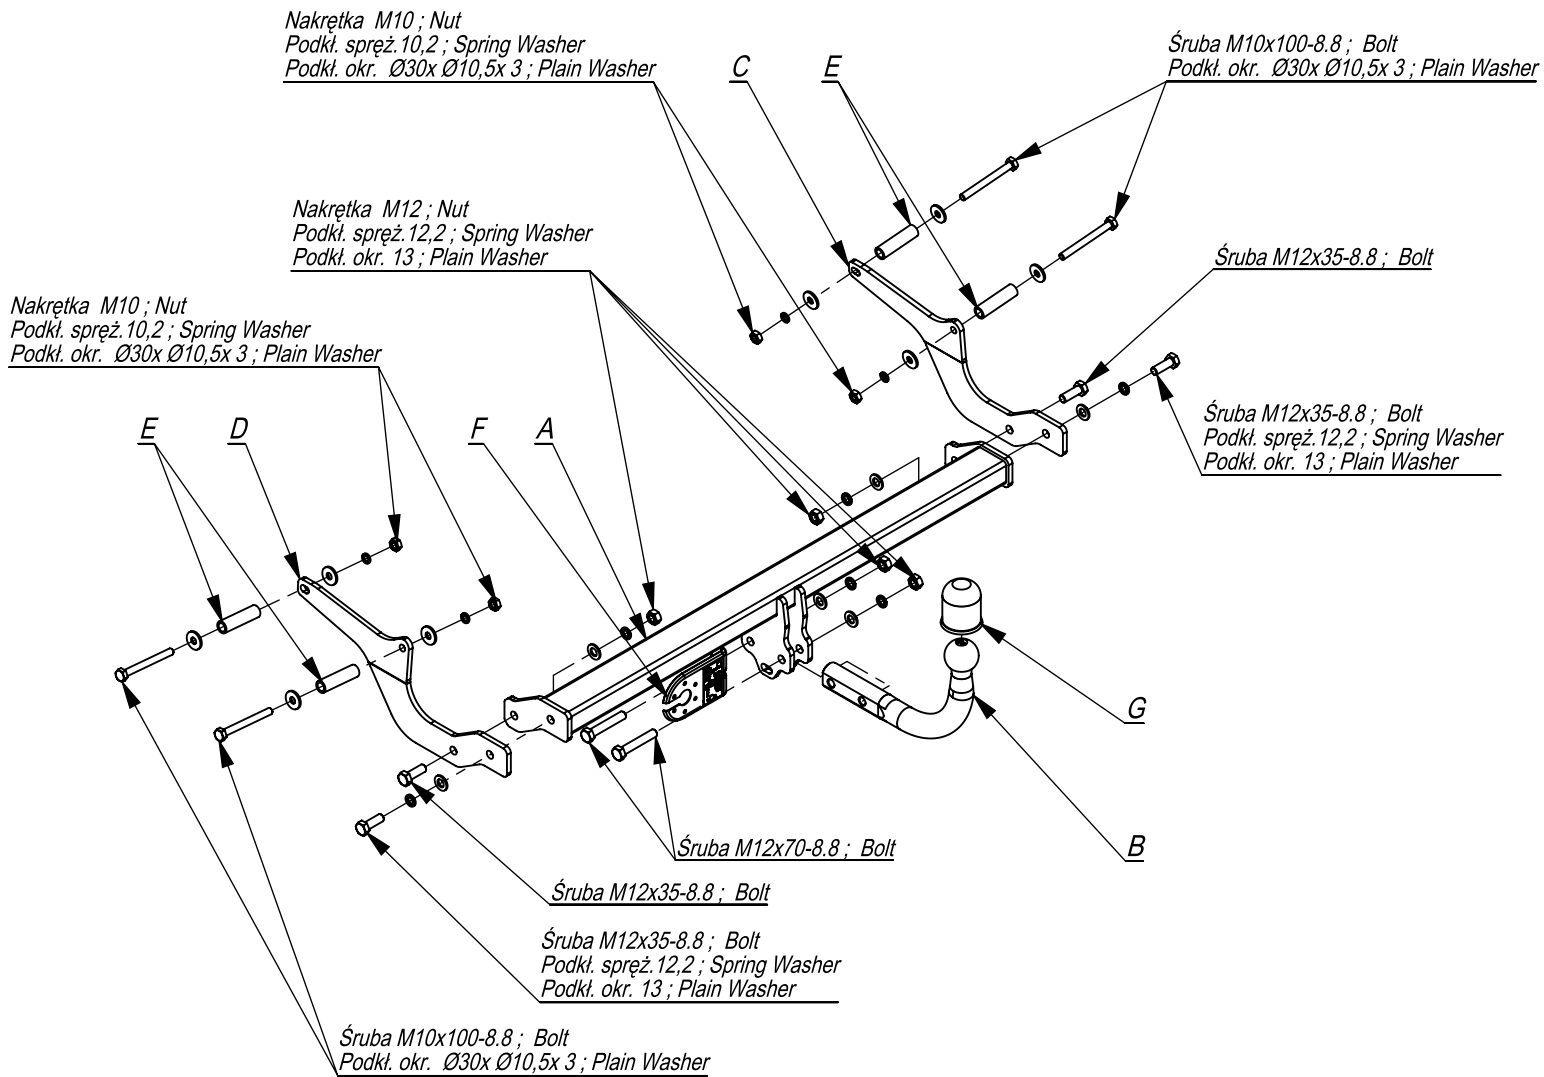 Nakrętka M10 ; Nut
Podkł. spręż.10,2 ; Spring Washer
Podkł. okr. Ø30x Ø10,5x 3 ; Plain Washer
C
E
Śruba M10x100-8.8 ; Bolt
Podkł. okr. Ø30x Ø10,5x 3 ; Plain Washer
Nakrętka M12 ; Nut
Podkł. spręż.12,2 ; Spring Washer
Podkł. okr. 13 ; Plain Washer
Śruba M12x35-8.8 ; Bolt
Nakrętka M10 ; Nut
Podkł. spręż.10,2 ; Spring Washer
Podkł. okr. Ø30x Ø10,5x 3 ; Plain Washer
E
D
F
A
Śruba M12x35-8.8 ; Bolt
Podkł. spręż.12,2 ; Spring Washer
Podkł. okr. 13 ; Plain Washer
G
B
Śruba M12x70-8.8 ; Bolt
Śruba M12x35-8.8 ; Bolt
Śruba M12x35-8.8 ; Bolt
Podkł. spręż.12,2 ; Spring Washer
Podkł. okr. 13 ; Plain Washer
Śruba M10x100-8.8 ; Bolt
Podkł. okr. Ø30x Ø10,5x 3 ; Plain Washer